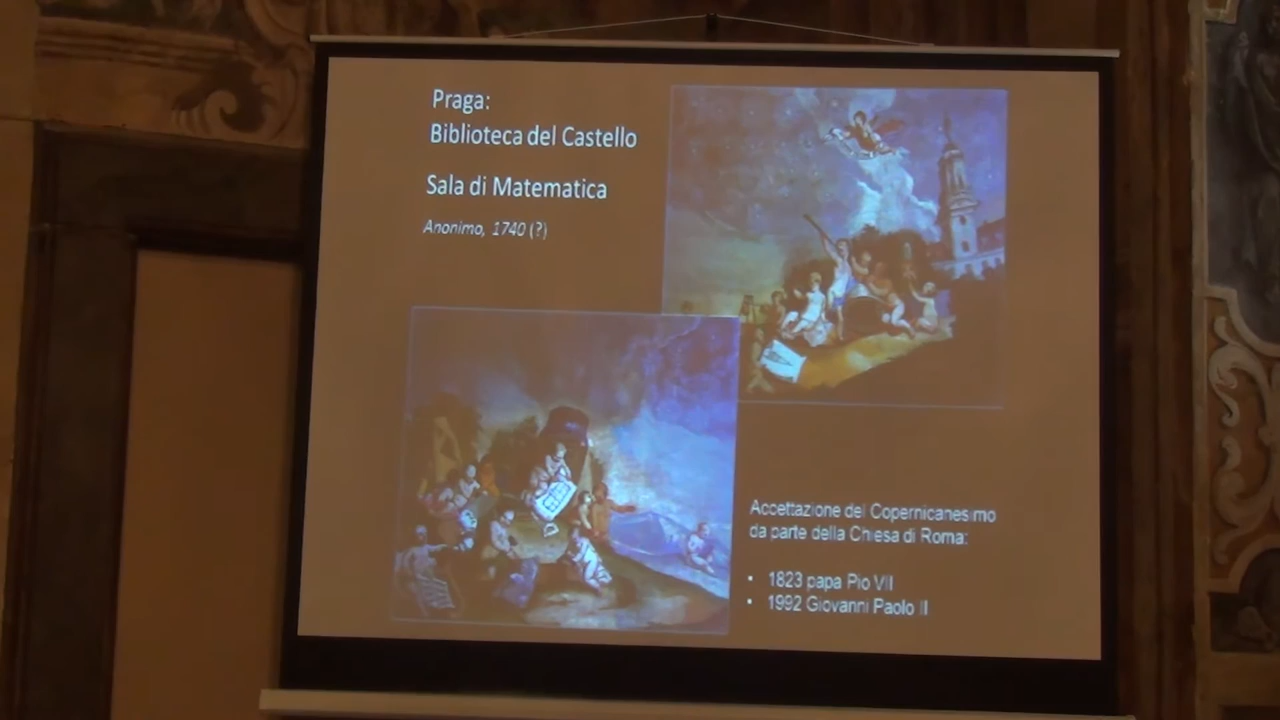 Praga:
Biblioteca del Castello
Sala di Matematica
Anonimo, 1740 (?)
Accettazione del Copernicanesimo
da parte della Chiesa di Roma:
• 1823 papa Pio VII
• 1992 Giovanni Paolo II